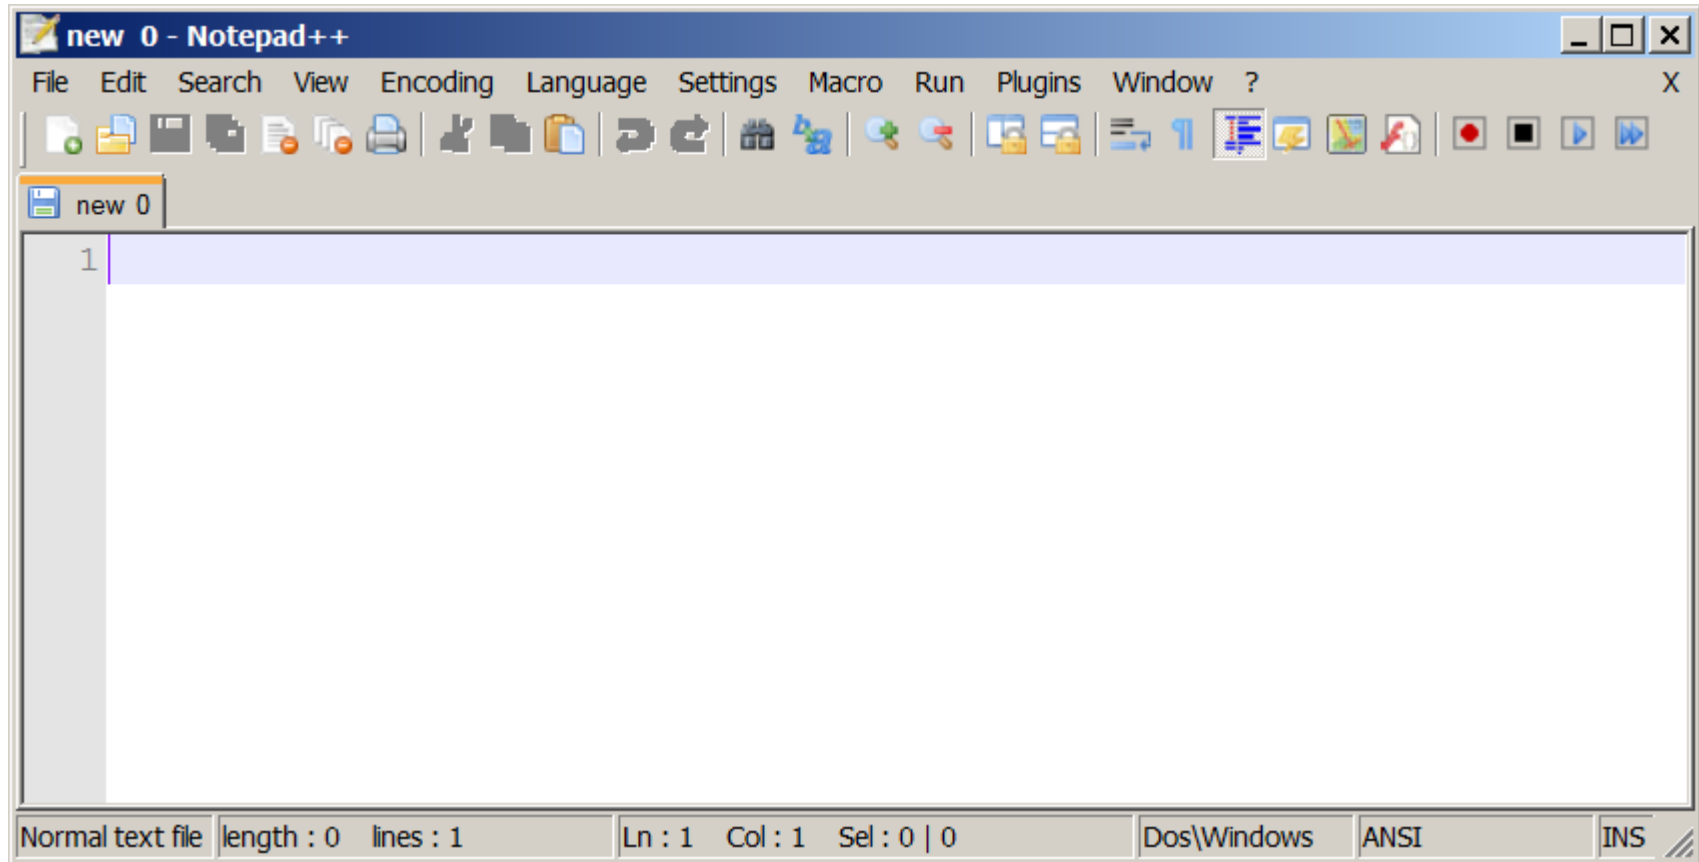 new 0 - Notepad++
File Edit Search View Encoding Language Settings Macro Run Plugins Window ? X
new 0
1
Normal text file length : 0 lines : 1 Ln : 1 Col : 1 Sel : 0 | 0 Dos\Windows ANSI INS